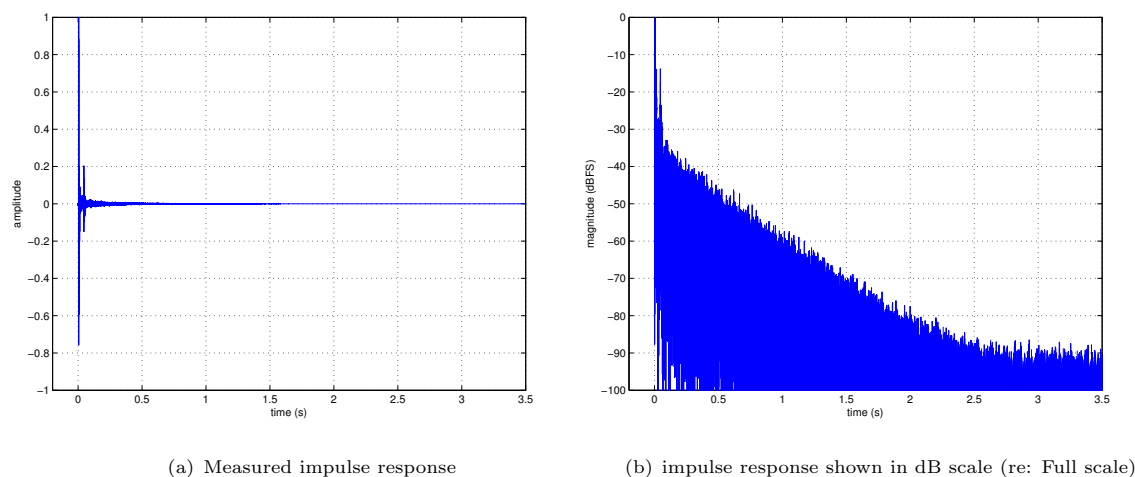 1
0.8
0.6
0.4
0.2
0
−0.2
−0.4
−0.6
−0.8
−1
amplitude
0 0.5 1 1.5 2 2.5 3 3.5
time (s)
(a) Measured impulse response
0
−10
−20
−30
−40
−50
−60
−70
−80
−90
−100
magnitude (dBFS)
0 0.5 1 1.5 2 2.5 3 3.5
time (s)
(b) impulse response shown in dB scale (re: Full scale)